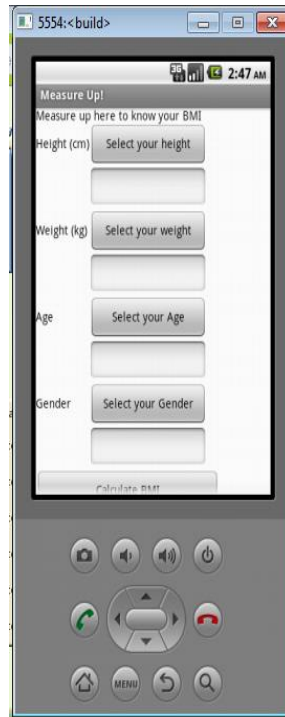 5554:<build>
3G 2:47 AM
Measure Up!
Measure up here to know your BMI
Height (cm) Select your height
Weight (kg) Select your weight
Age Select your Age
Gender Select your Gender
Calculate BMI
MENU